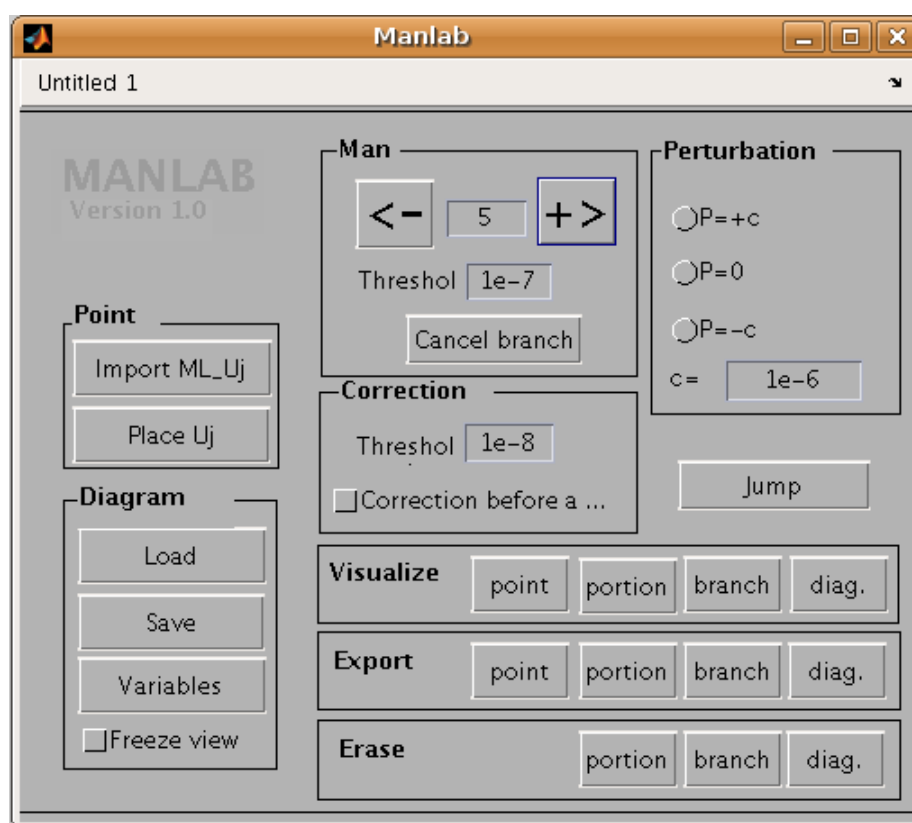 Manlab
Untitled 1
MANLAB
Version 1.0
Man
<- 5 +>
Threshol 1e-7
Cancel branch
Perturbation
P=+c
P=0
P=-c
c= 1e-6
Point
Import ML_Uj
Place Uj
Correction
Threshol 1e-8
Correction before a ...
Jump
Diagram
Load
Save
Variables
Freeze view
Visualize point portion branch diag.
Export point portion branch diag.
Erase portion branch diag.